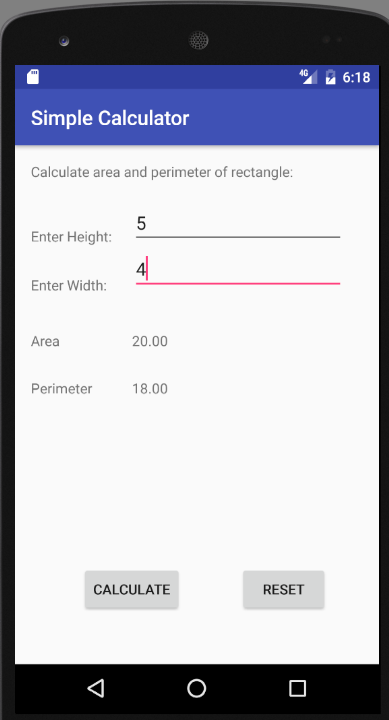 4G 6:18
Simple Calculator
Calculate area and perimeter of rectangle:
Enter Height: 5
Enter Width: 4
Area 20.00
Perimeter 18.00
CALCULATE RESET